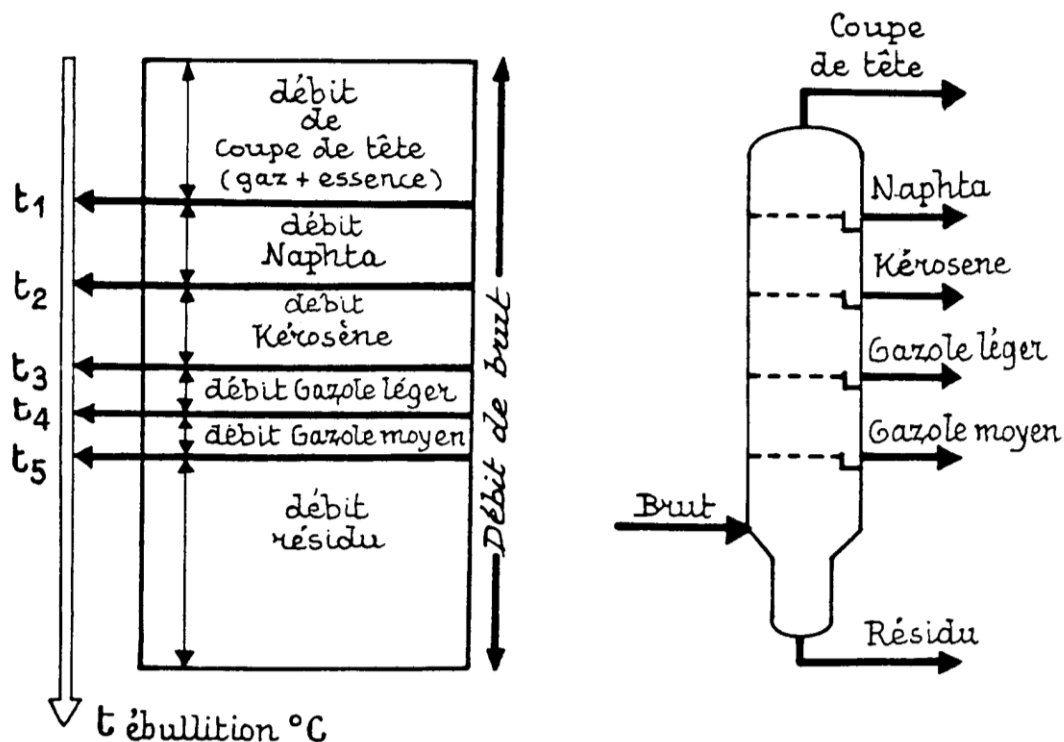 débit
de
Coupe de tête
(gaz + essence)
t1
débit
Naphta
t2
débit
Kérosène
t3
débit Gazole léger
t4
débit Gazole moyen
t5
débit
résidu
Débit de brut
t ébullition °C
Coupe
de tête
Naphta
Kérosene
Gazole léger
Gazole moyen
Brut
Résidu